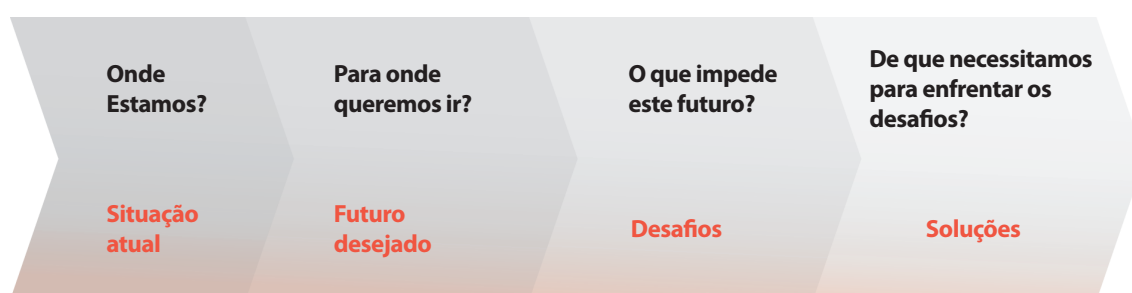 Onde
Estamos?
Para onde
queremos ir?
O que impede
este futuro?
De que necessitamos
para enfrentar os
desafios?
Situação
atual
Futuro
desejado
Desafios
Soluções